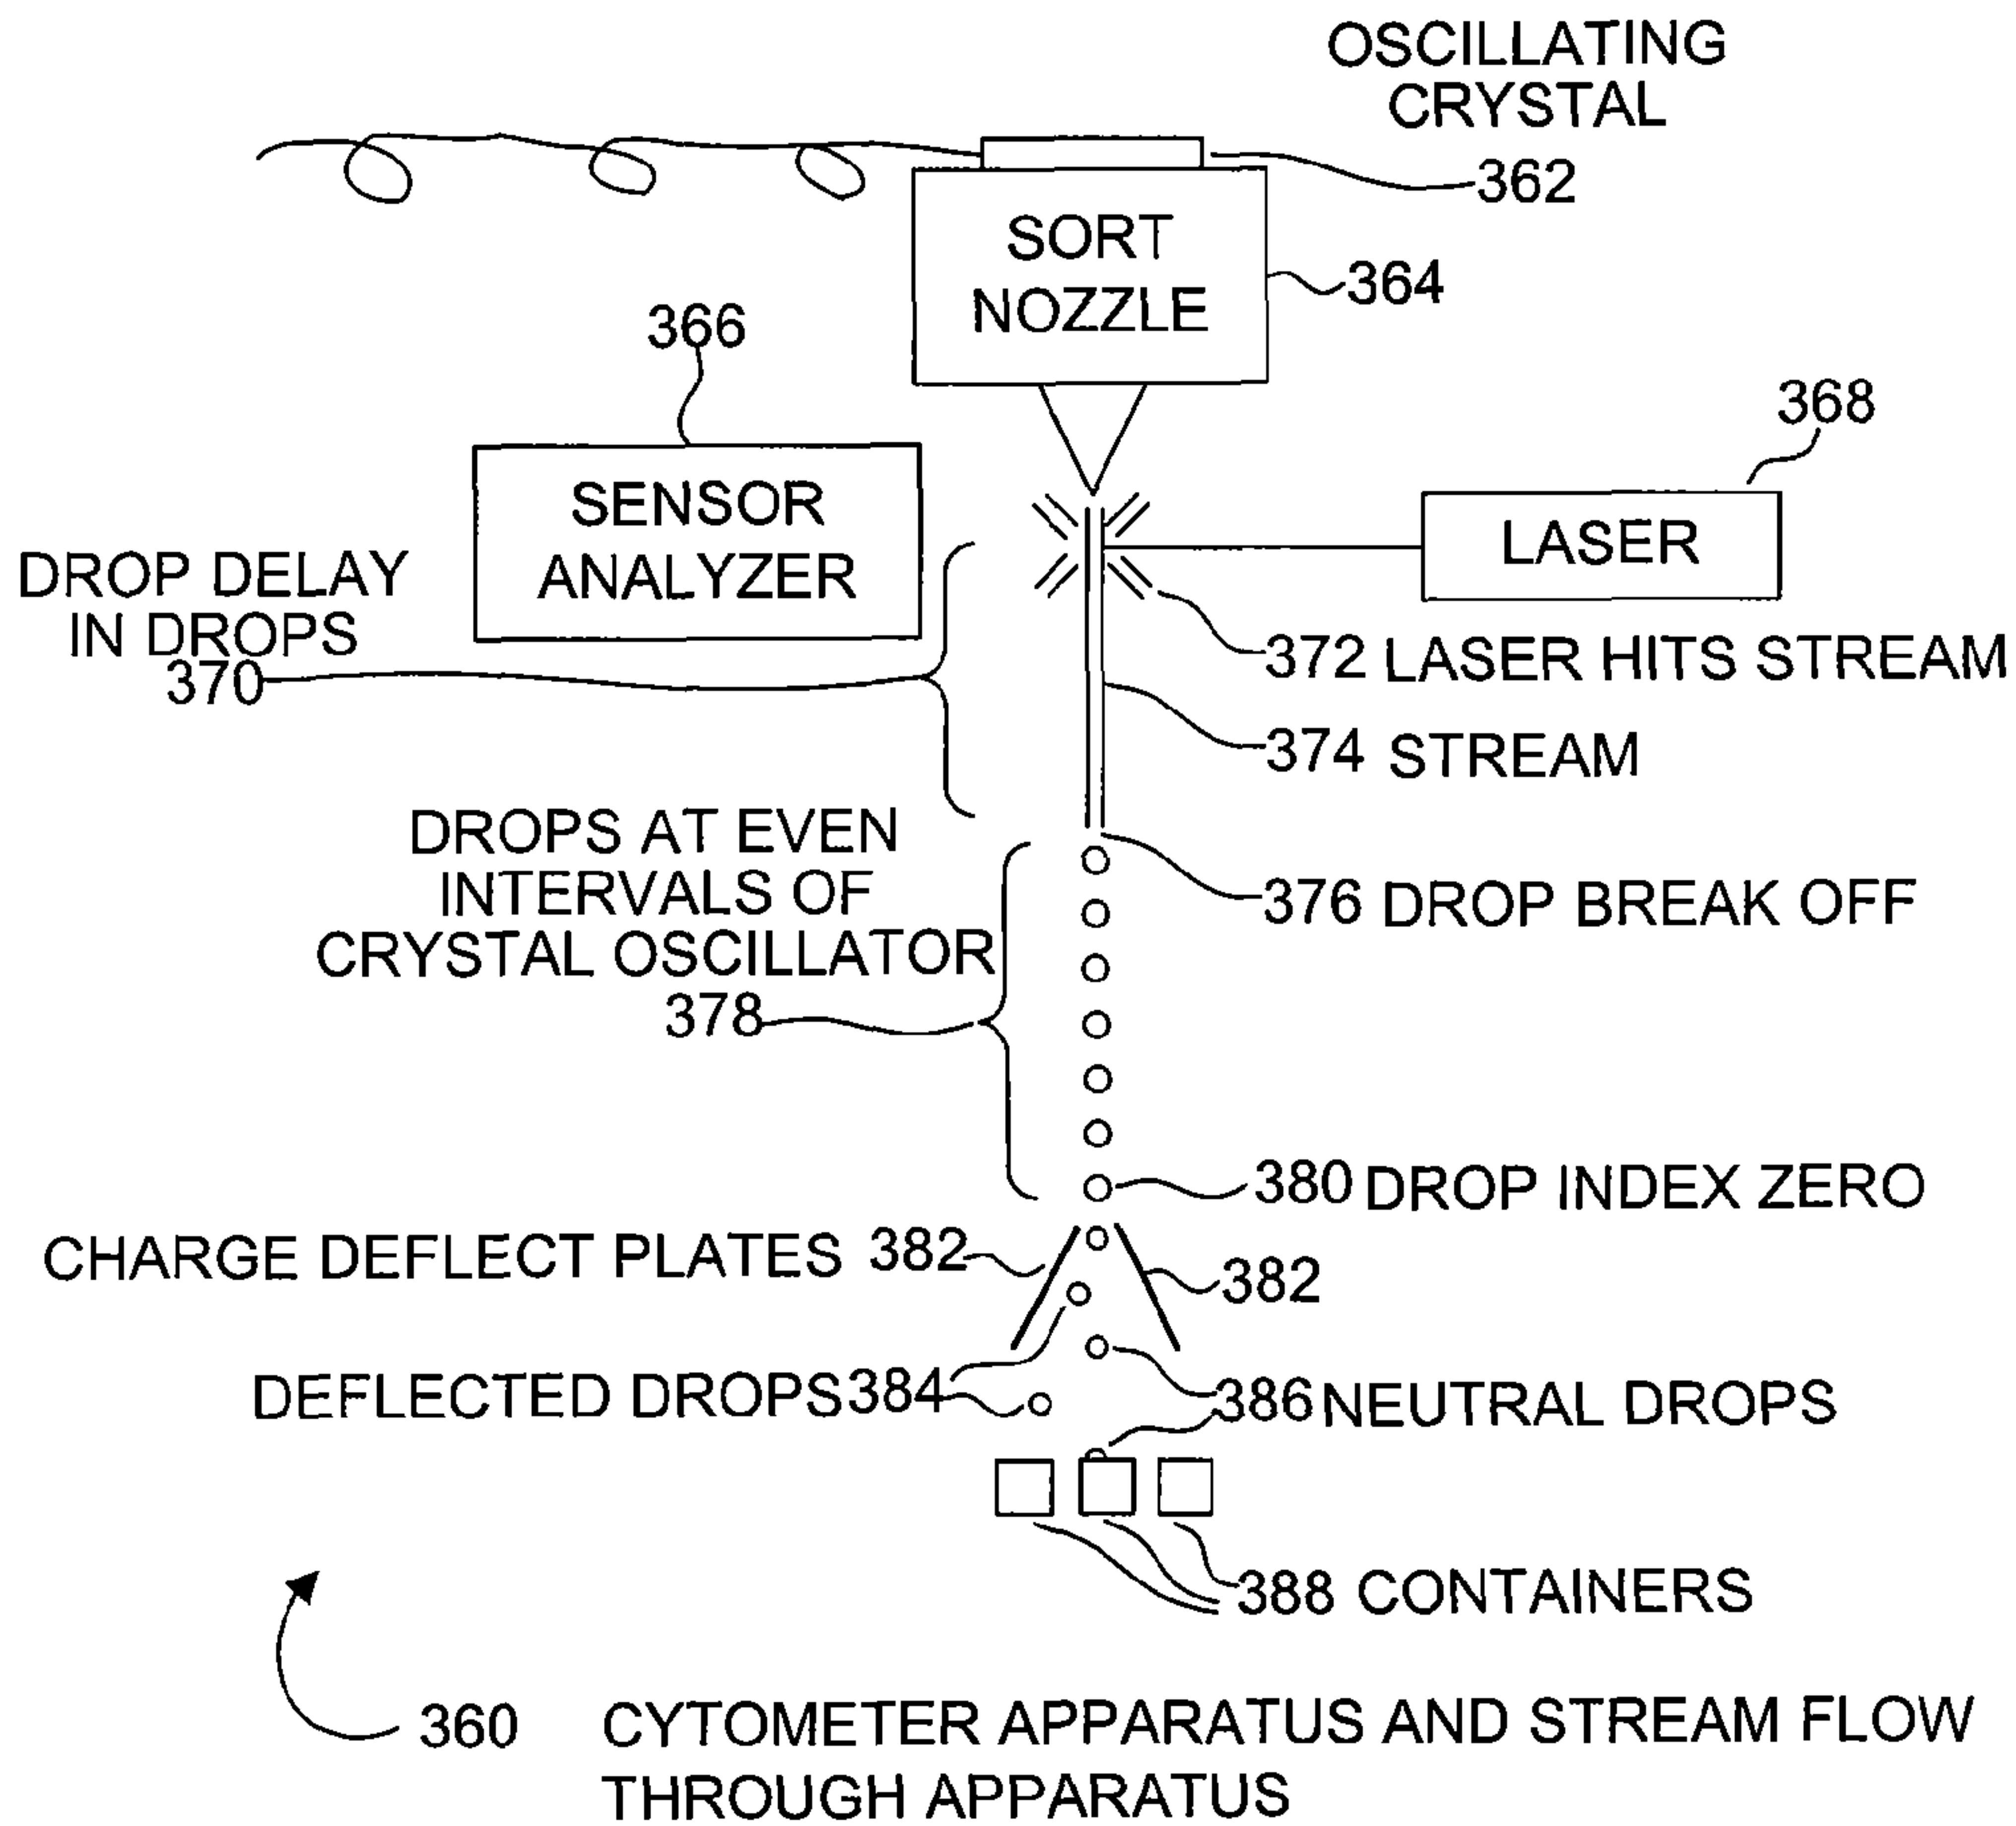 OSCILLATING
CRYSTAL
362
SORT
NOZZLE
364
366
368
SENSOR
ANALYZER
LASER
DROP DELAY
IN DROPS
370
372 LASER HITS STREAM
374 STREAM
DROPS AT EVEN
INTERVALS OF
CRYSTAL OSCILLATOR
378
376 DROP BREAK OFF
380 DROP INDEX ZERO
CHARGE DEFLECT PLATES 382
382
DEFLECTED DROPS 384
386 NEUTRAL DROPS
388 CONTAINERS
360 CYTOMETER APPARATUS AND STREAM FLOW
THROUGH APPARATUS